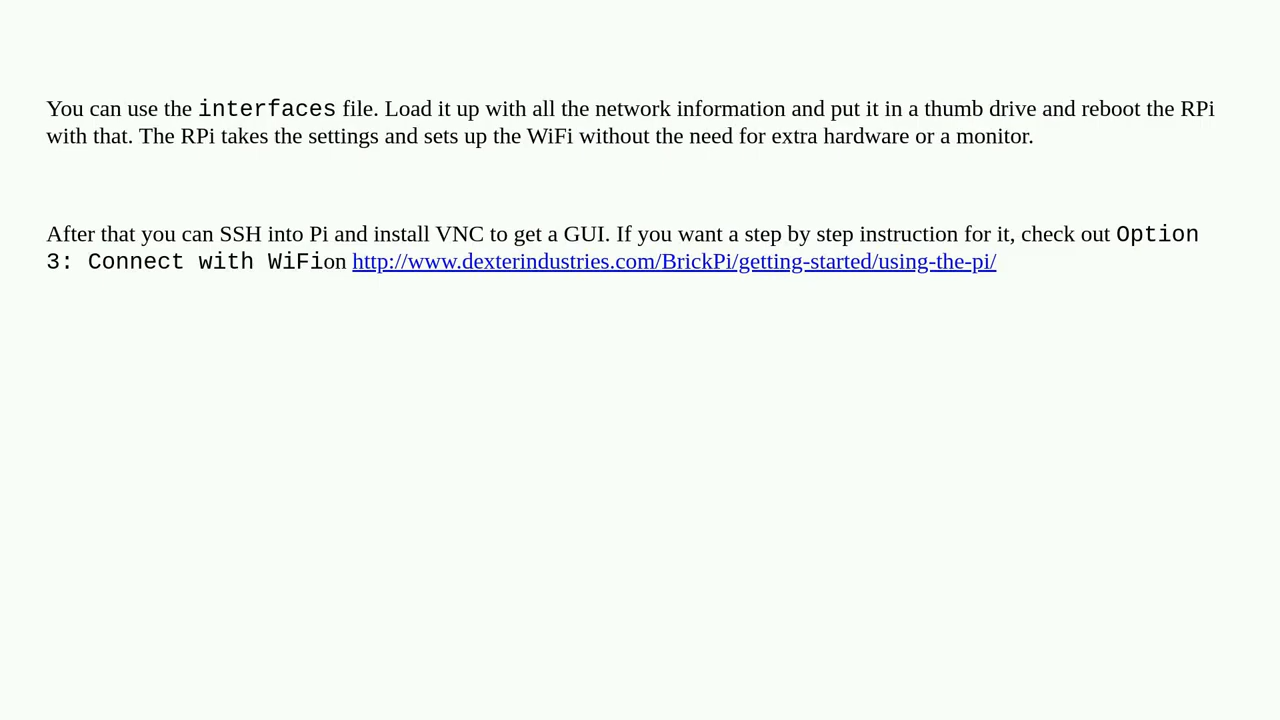 You can use the interfaces file. Load it up with all the network information and put it in a thumb drive and reboot the RPi
with that. The RPi takes the settings and sets up the WiFi without the need for extra hardware or a monitor.
After that you can SSH into Pi and install VNC to get a GUI. If you want a step by step instruction for it, check out Option
3: Connect with WiFion http://www.dexterindustries.com/BrickPi/getting-started/using-the-pi/